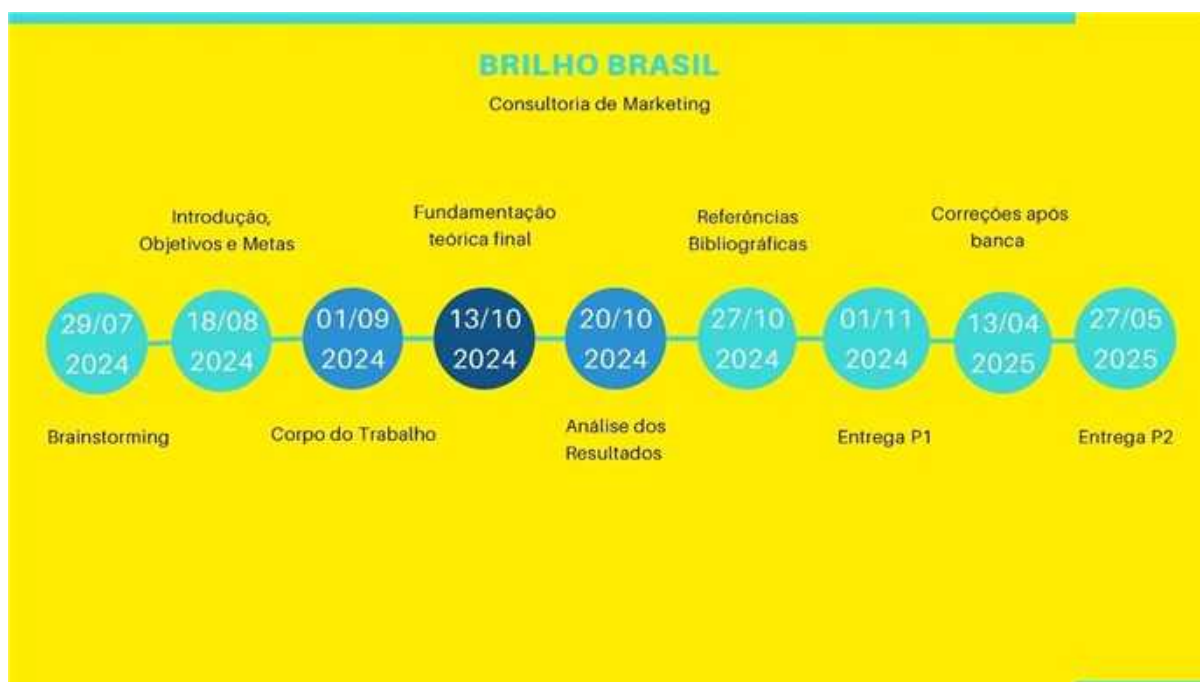 BRILHO BRASIL
Consultoria de Marketing
Introdução,
Objetivos e Metas
Fundamentação
teórica final
Referências
Bibliográficas
Correções após
banca
29/07
2024
18/08
2024
01/09
2024
13/10
2024
20/10
2024
27/10
2024
01/11
2024
13/04
2025
27/05
2025
Brainstorming
Corpo do Trabalho
Análise dos
Resultados
Entrega P1
Entrega P2